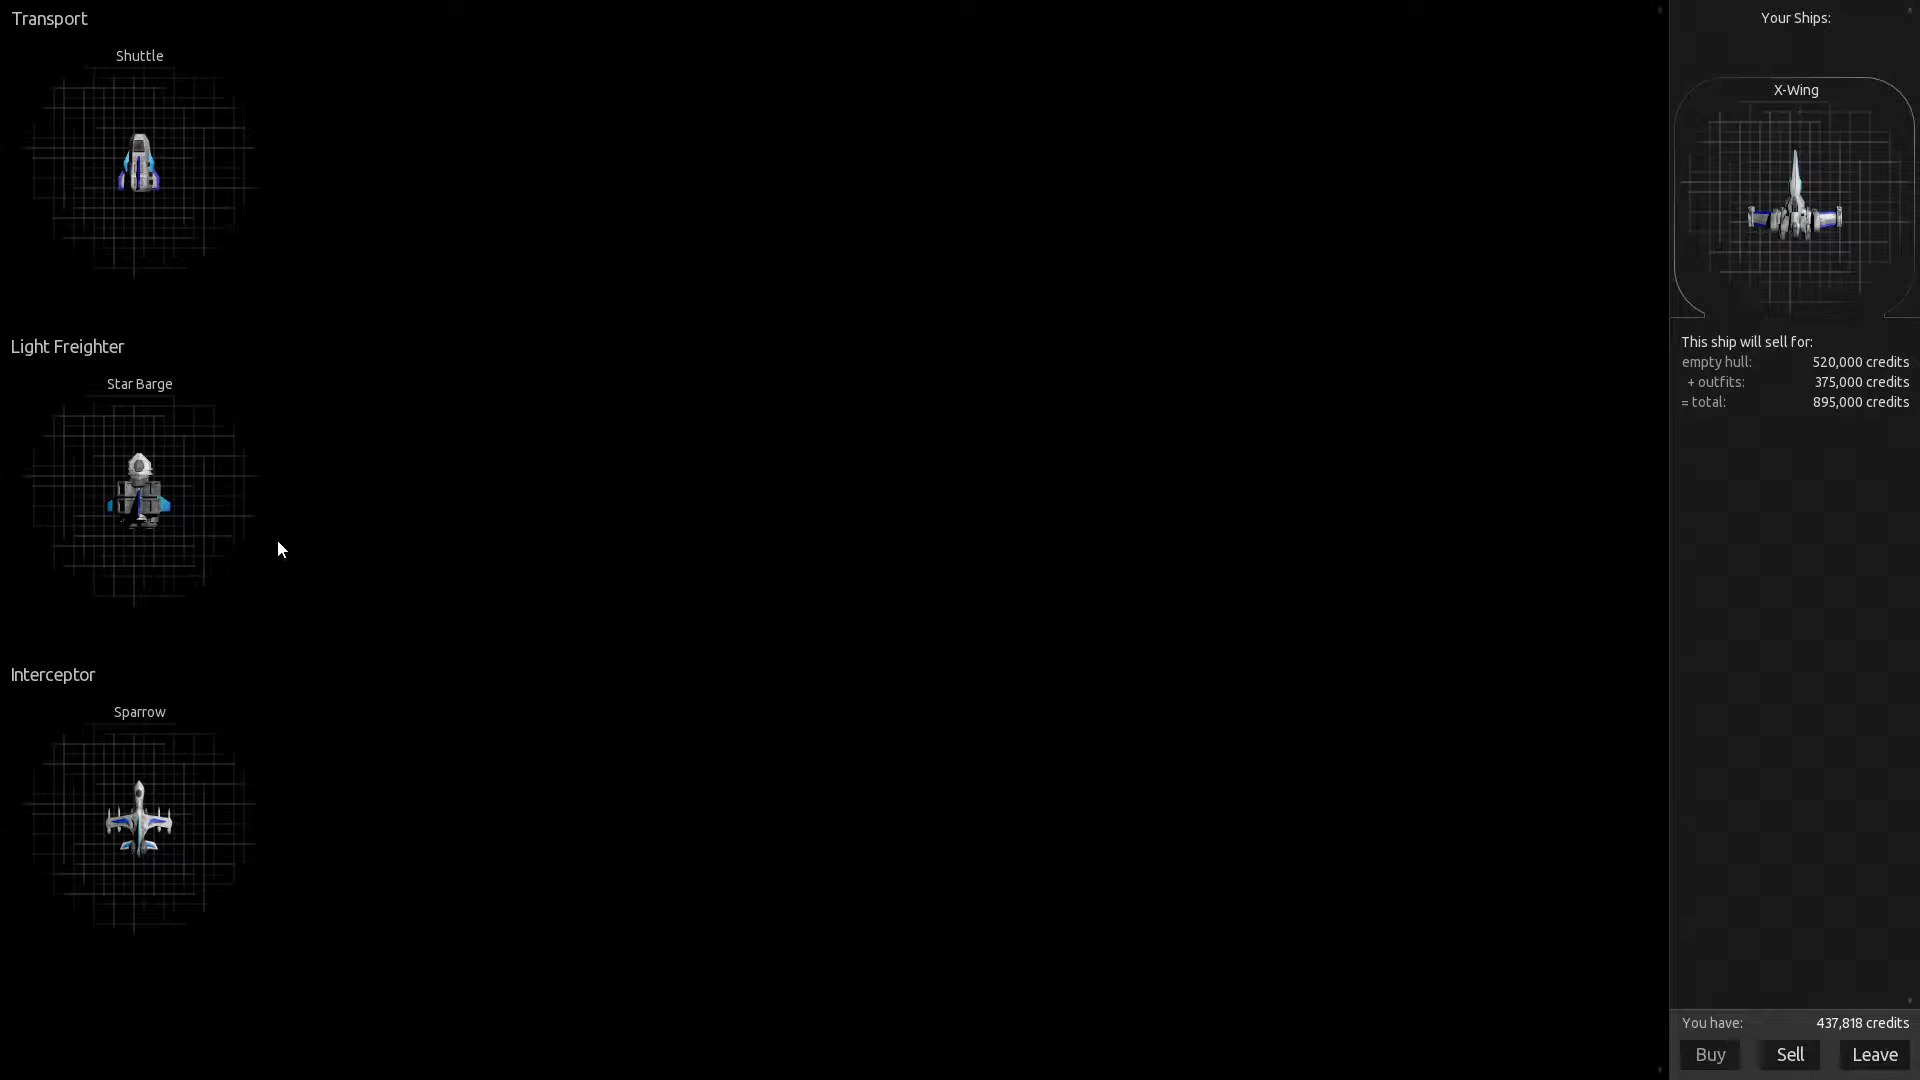 Transport
Shuttle
Light Freighter
Star Barge
Interceptor
Sparrow
Your Ships:
X-Wing
This ship will sell for:
empty hull: 520,000 credits
+ outfits: 375,000 credits
= total: 895,000 credits
You have: 437,818 credits
Buy Sell Leave